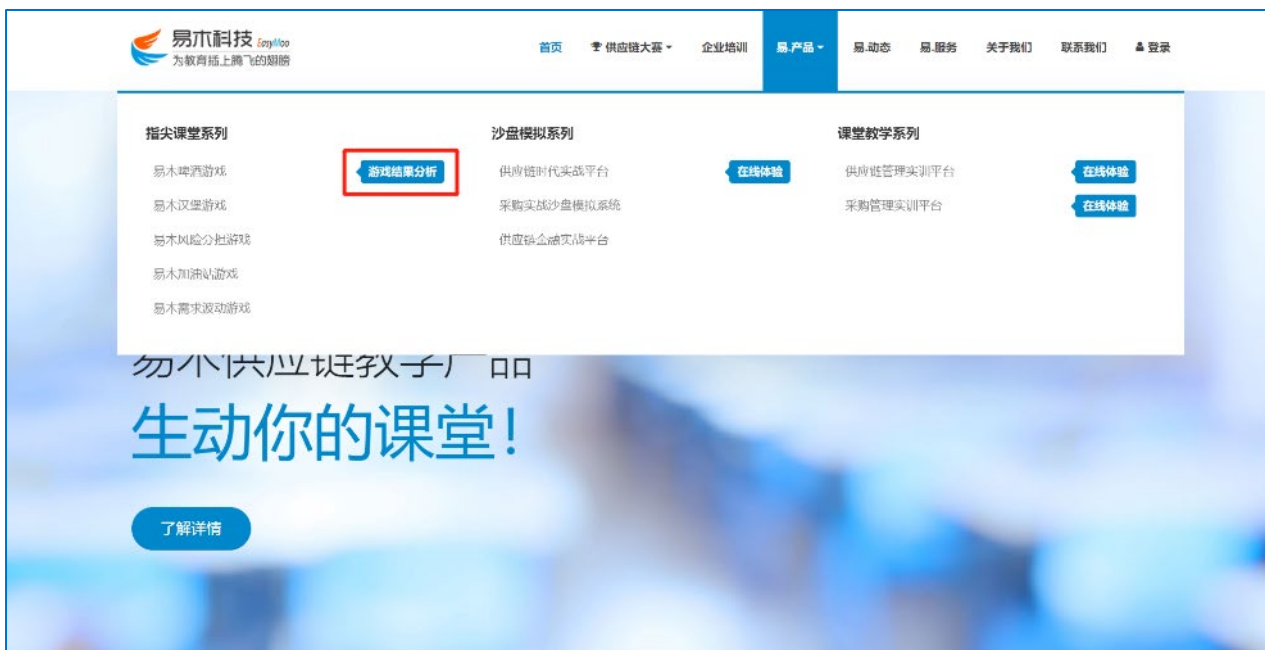 易木科技 EasyMoo
为教育插上腾飞的翅膀
首页 供应链大赛 企业培训 易.产品 易.动态 易.服务 关于我们 联系我们 登录
指尖课堂系列 沙盘模拟系列 课堂教学系列
易木啤酒游戏 游戏结果分析 供应链时代实战平台 在线体验 供应链管理实训平台 在线体验
易木汉堡游戏 采购实战沙盘模拟系统 采购管理实训平台 在线体验
易木风险分担游戏 供应链金融实战平台
易木加油站游戏
易木需求波动游戏
易木供应链教学产品
生动你的课堂！
了解详情